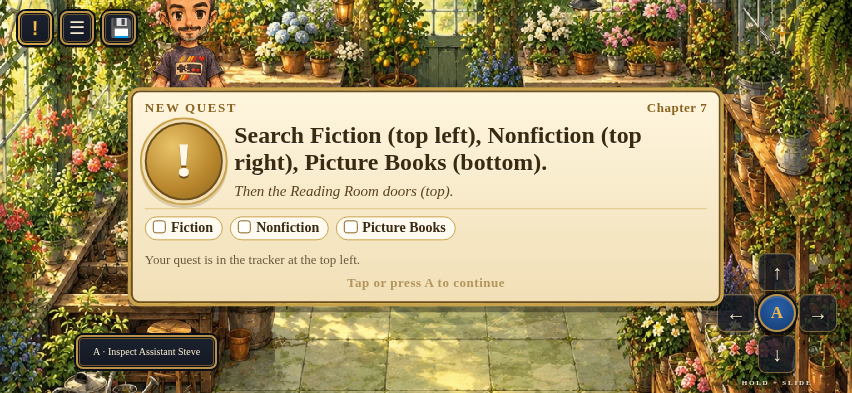 !
NEW QUEST
Chapter 7
!
Search Fiction (top left), Nonfiction (top
right), Picture Books (bottom).
Then the Reading Room doors (top).
Fiction
Nonfiction
Picture Books
Your quest is in the tracker at the top left.
Tap or press A to continue
↑
←
A
→
↓
A · Inspect Assistant Steve
HOLD = SLIDE